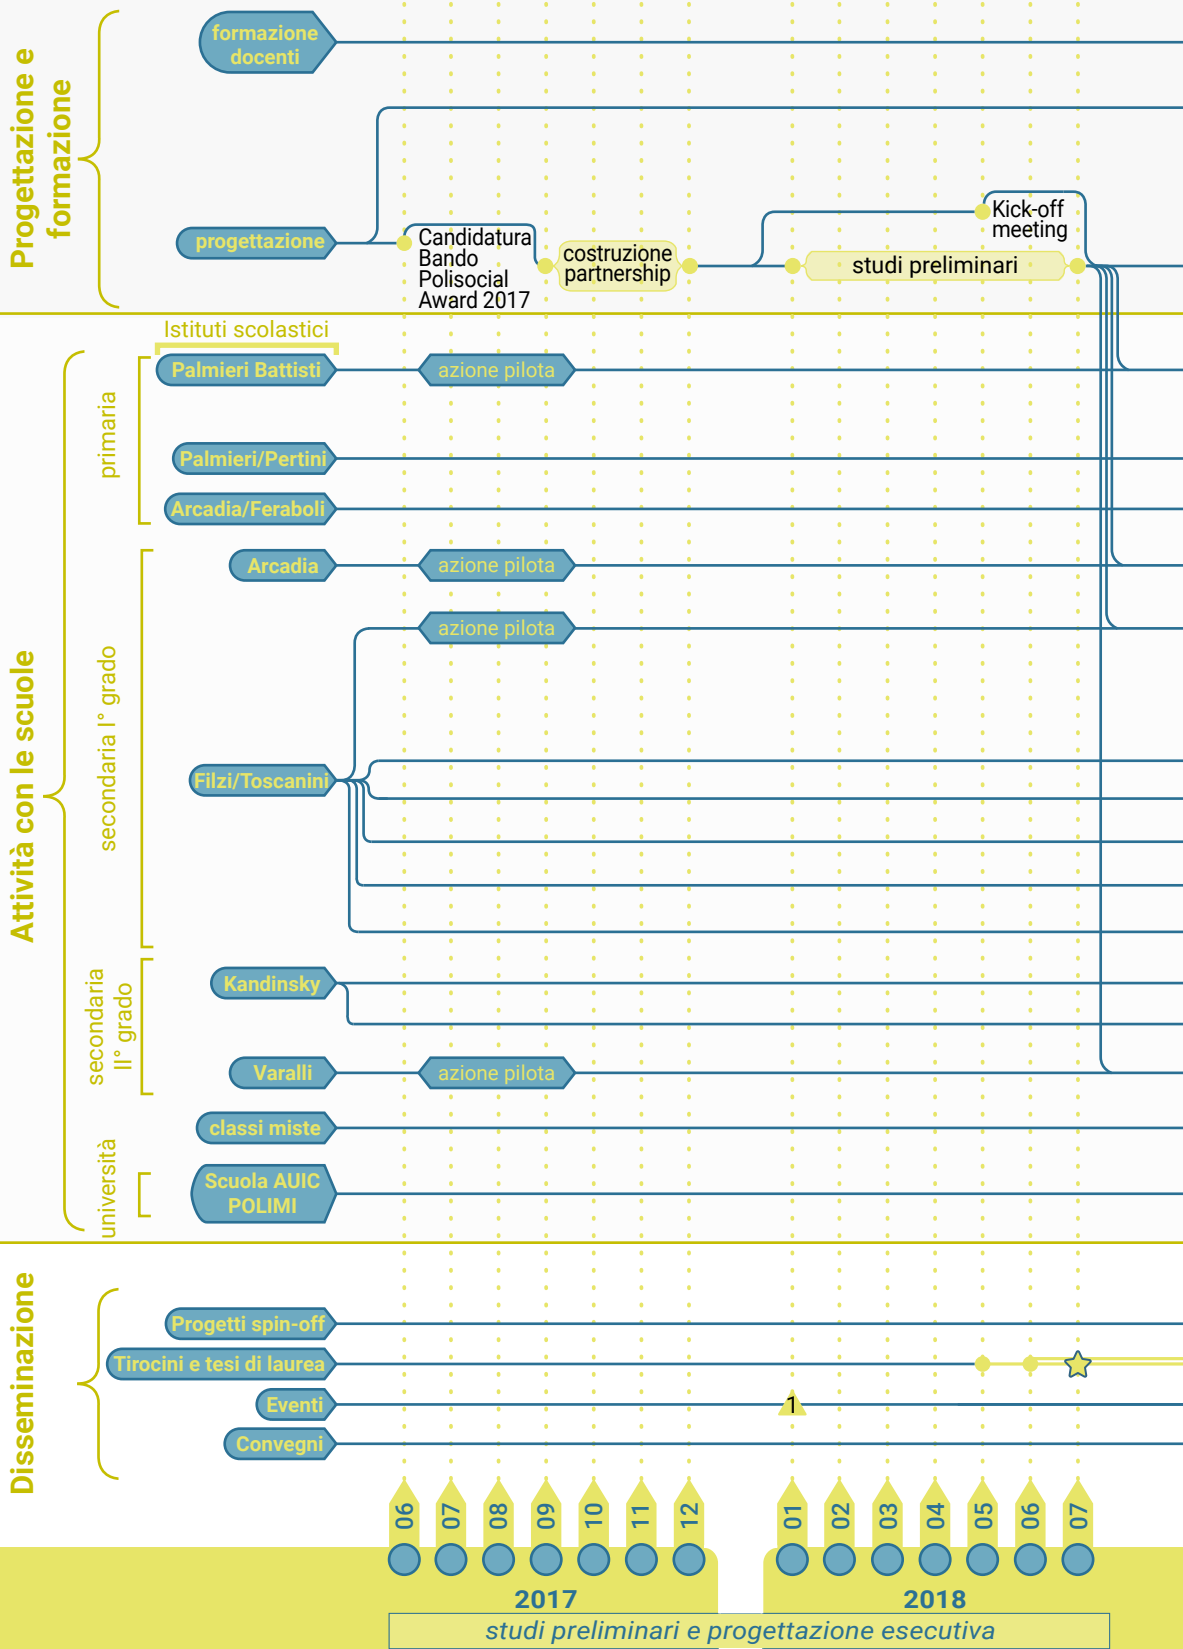 Progettazione e
formazione
formazione
docenti
progettazione
Candidatura
Bando
Polisocial
Award 2017
costruzione
partnership
Kick-off
meeting
studi preliminari
Attività con le scuole
Istituti scolastici
primaria
Palmieri Battisti
azione pilota
Palmieri/Pertini
Arcadia/Feraboli
secondaria I° grado
Arcadia
azione pilota
azione pilota
Filzi/Toscanini
secondaria
II° grado
Kandinsky
Varalli
azione pilota
classi miste
università
Scuola AUIC
POLIMI
Disseminazione
Progetti spin-off
Tirocini e tesi di laurea
Eventi
1
Convegni
06 07 08 09 10 11 12 01 02 03 04 05 06 07
2017 2018
studi preliminari e progettazione esecutiva